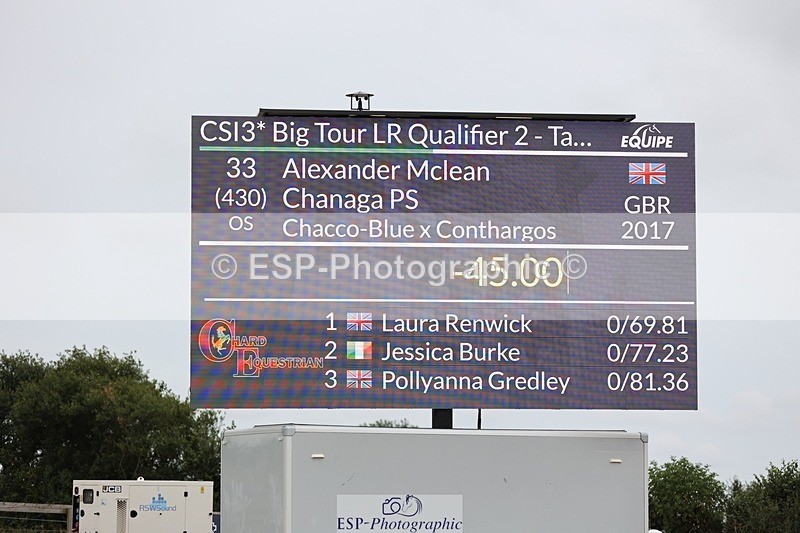 CSI3* Big Tour LR Qualifier 2 - Ta...
EQUIPE
33 Alexander Mclean
(430) Chanaga PS GBR
OS Chacco-Blue x Conthargos 2017
© ESP-Photographic ©
-45.00
CHARD EQUESTRIAN
1 Laura Renwick 0/69.81
2 Jessica Burke 0/77.23
3 Pollyanna Gredley 0/81.36
JCB
RSWSound
ESP-Photographic